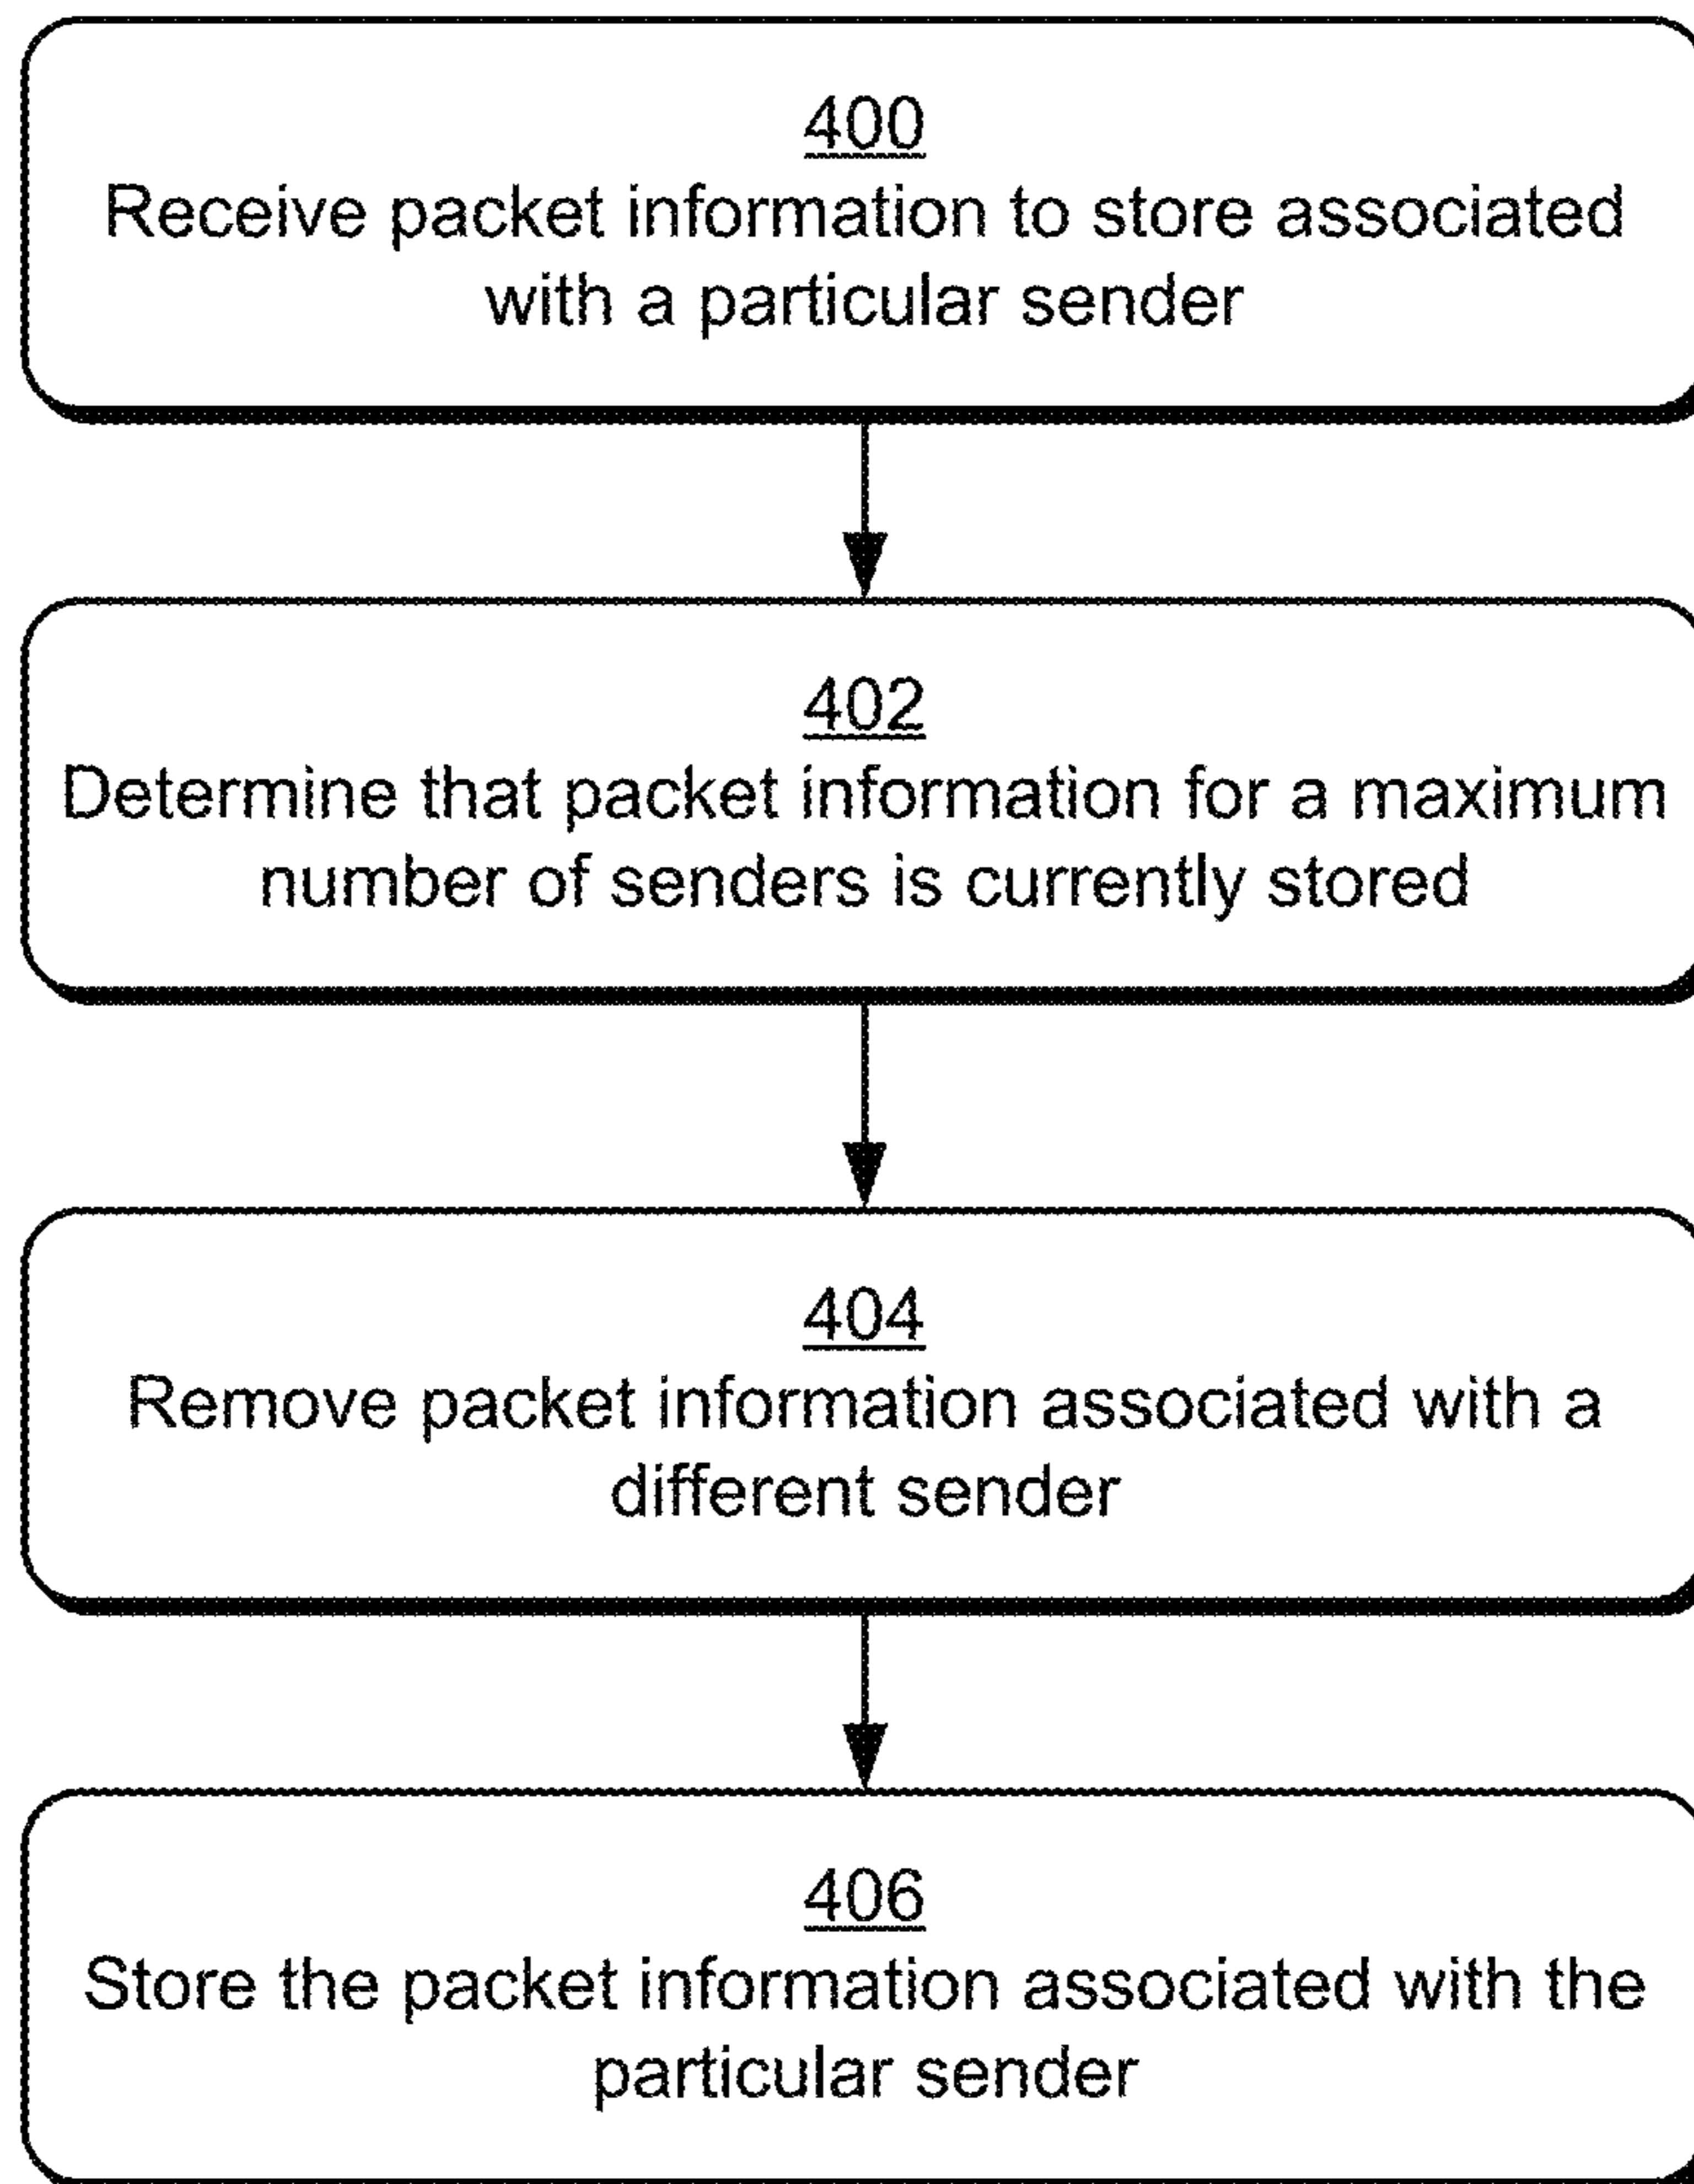 400
Receive packet information to store associated
with a particular sender
402
Determine that packet information for a maximum
number of senders is currently stored
404
Remove packet information associated with a
different sender
406
Store the packet information associated with the
particular sender